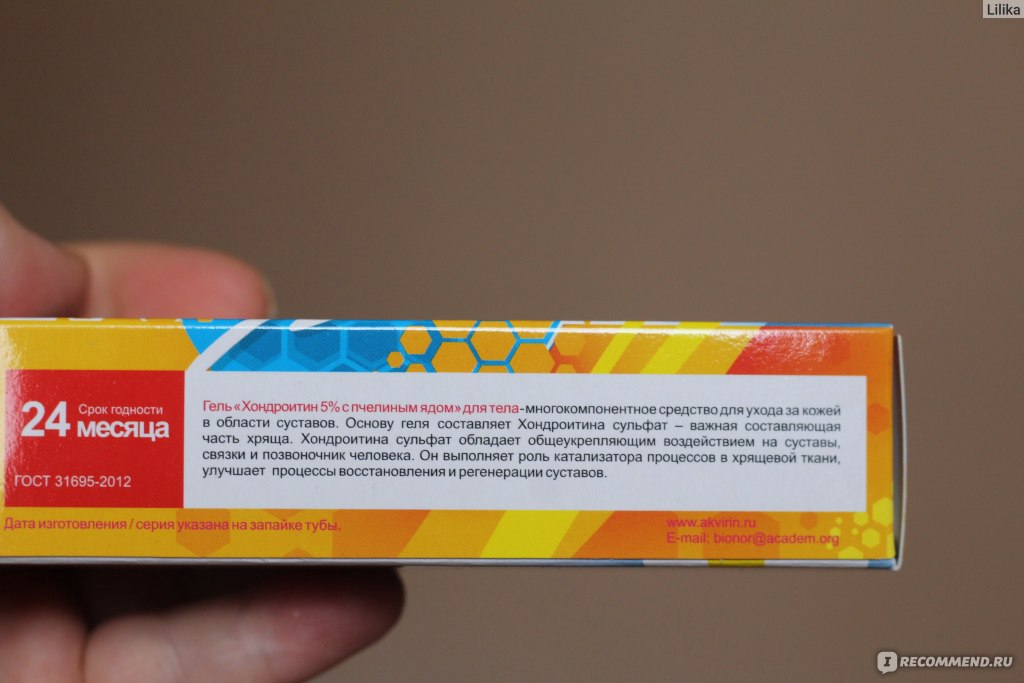 Lilika
24 Срок годности
месяца
ГОСТ 31695-2012
Гель «Хондроитин 5% с пчелиным ядом» для тела-многокомпонентное средство для ухода за кожей
в области суставов. Основу геля составляет Хондроитина сульфат – важная составляющая
часть хряща. Хондроитина сульфат обладает общеукрепляющим воздействием на суставы,
связки и позвоночник человека. Он выполняет роль катализатора процессов в хрящевой ткани,
улучшает процессы восстановления и регенерации суставов.
Дата изготовления / серия указана на запайке тубы.
www.akvirin.ru
E-mail: bionor@academ.org
IRECOMMEND.RU